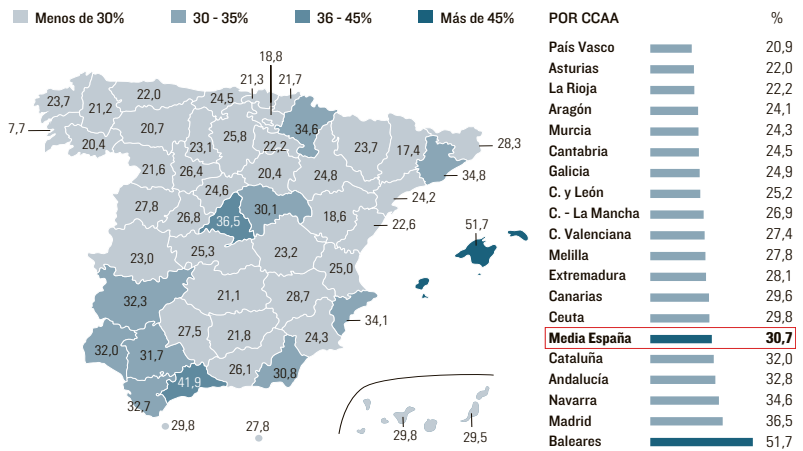 Menos de 30% 30 - 35% 36 - 45% Más de 45%
18,8
21,3 21,7
23,7 21,2 22,0 24,5
7,7 20,4 20,7 23,1 25,8 22,2 34,6 23,7 17,4 28,3
34,8
21,6 26,4 20,4 24,8
24,6 24,2
27,8 26,8 36,5 30,1 18,6 22,6
51,7
23,0 25,3 23,2 25,0
32,3 21,1 28,7
34,1
32,0 31,7 27,5 21,8 24,3
41,9 26,1 30,8
32,7
29,8 27,8
29,8 29,5
POR CCAA %
País Vasco 20,9
Asturias 22,0
La Rioja 22,2
Aragón 24,1
Murcia 24,3
Cantabria 24,5
Galicia 24,9
C. y León 25,2
C. - La Mancha 26,9
C. Valenciana 27,4
Melilla 27,8
Extremadura 28,1
Canarias 29,6
Ceuta 29,8
Media España 30,7
Cataluña 32,0
Andalucía 32,8
Navarra 34,6
Madrid 36,5
Baleares 51,7